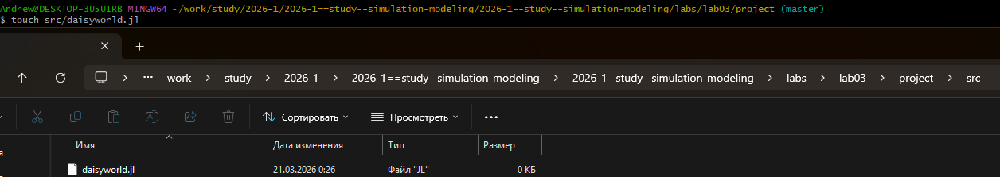 Andrew@DESKTOP-3U5UIRB MINGW64 ~/work/study/2026-1/2026-1==study--simulation-modeling/2026-1--study--simulation-modeling/labs/lab03/project (master)
$ touch src/daisyworld.jl
work > study > 2026-1 > 2026-1==study--simulation-modeling > 2026-1--study--simulation-modeling > labs > lab03 > project > src
Сортировать Просмотреть
Имя Дата изменения Тип Размер
daisyworld.jl 21.03.2026 0:26 Файл "JL" 0 КБ